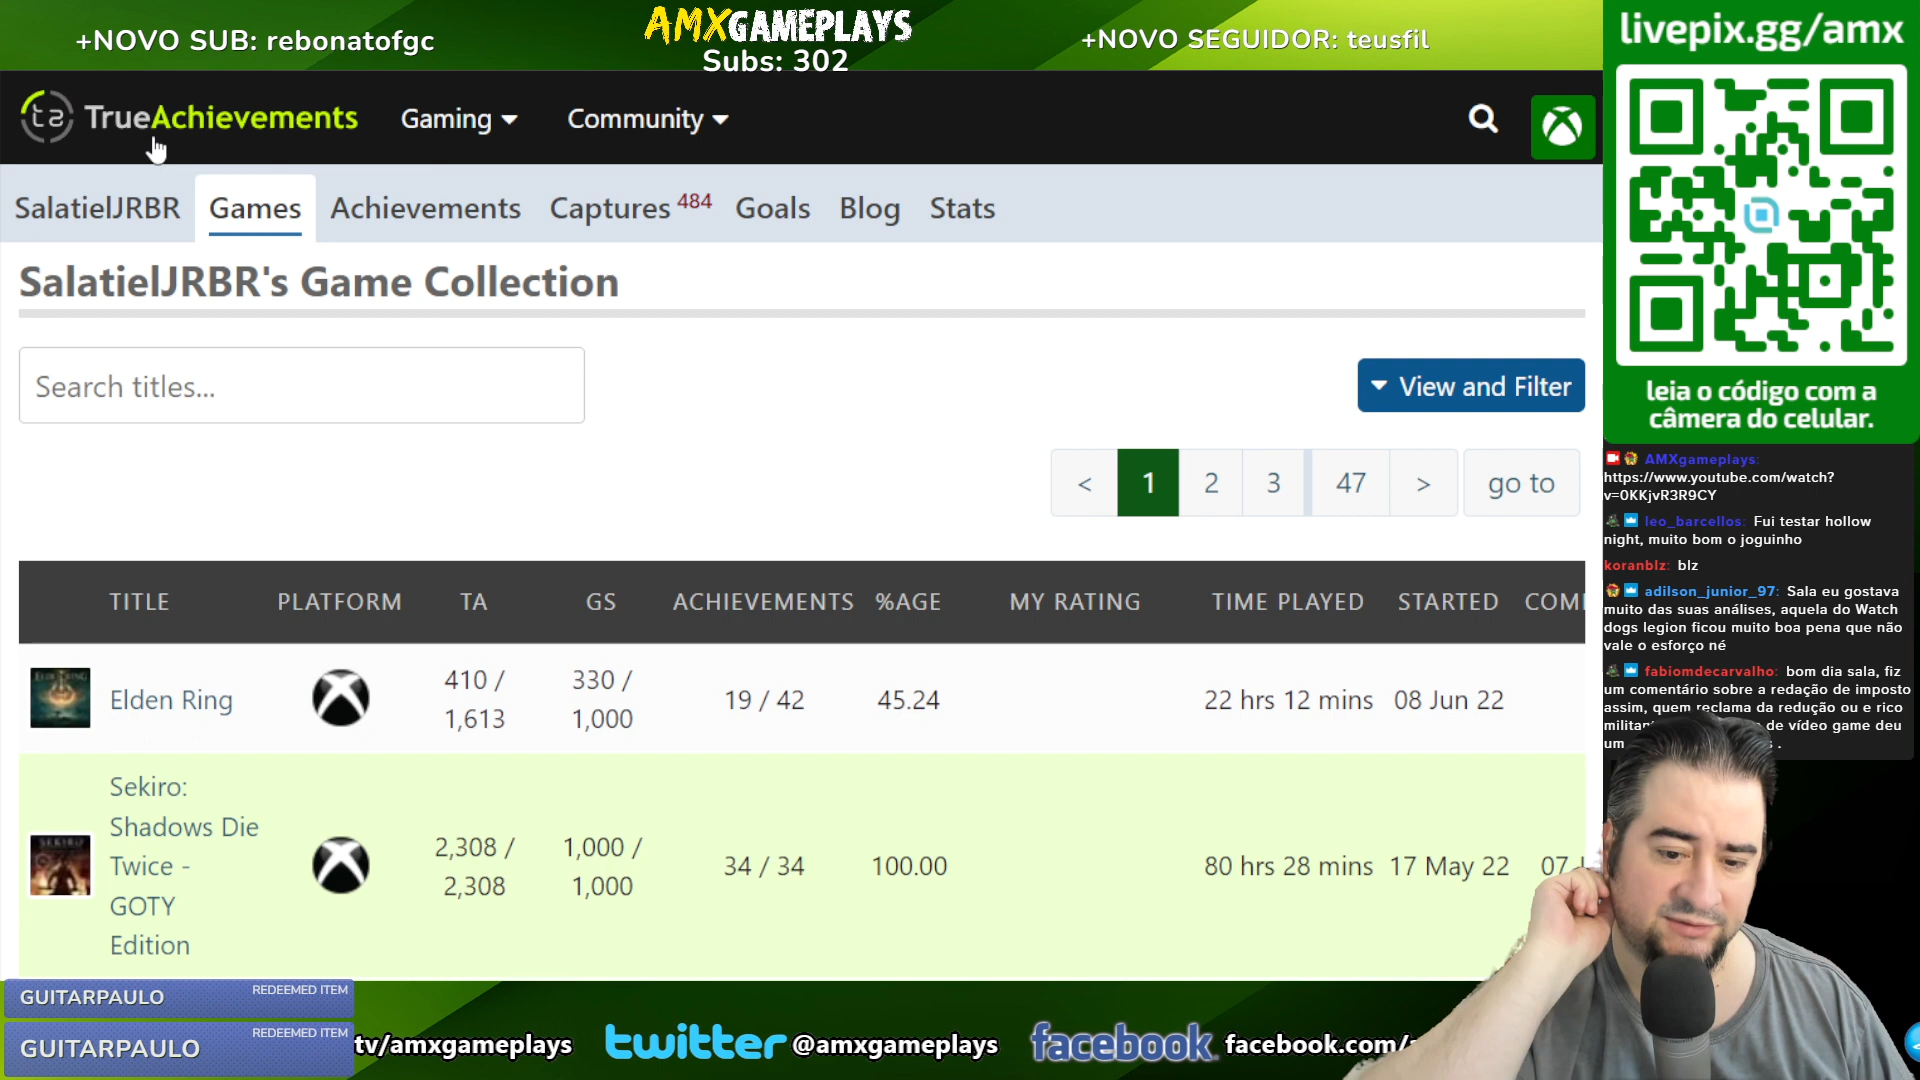 +NOVO SUB: rebonatofgc
AMXGAMEPLAYS
Subs: 302
+NOVO SEGUIDOR: teusfil
livepix.gg/amx
leia o código com a
câmera do celular.
ta TrueAchievements
Gaming
Community
SalatielJRBR
Games
Achievements
Captures 484
Goals
Blog
Stats
SalatielJRBR's Game Collection
Search titles...
View and Filter
< 1 2 3 47 > go to
TITLE PLATFORM TA GS ACHIEVEMENTS %AGE MY RATING TIME PLAYED STARTED
ELDEN RING
Elden Ring
410 /
1,613
330 /
1,000
19 / 42
45.24
22 hrs 12 mins
08 Jun 22
SEKIRO
Sekiro:
Shadows Die
Twice -
GOTY
Edition
2,308 /
2,308
1,000 /
1,000
34 / 34
100.00
80 hrs 28 mins
17 May 22
07
AMXgameplays:
https://www.youtube.com/watch?
v=0KKjvR3R9CY
leo_barcellos: Fui testar hollow
night, muito bom o joguinho
koranblz: blz
adilson_junior_97: Sala eu gostava
muito das suas análises, aquela do Watch
dogs legion ficou muito boa pena que não
vale o esforço né
fabiomdecarvalho: bom dia sala, fiz
um comentário sobre a redação de imposto
assim, quem reclama da redução ou e rico
de vídeo game deu
um
GUITARPAULO REDEEMED ITEM
GUITARPAULO REDEEMED ITEM
tv/amxgameplays
twitter @amxgameplays
facebook facebook.com/